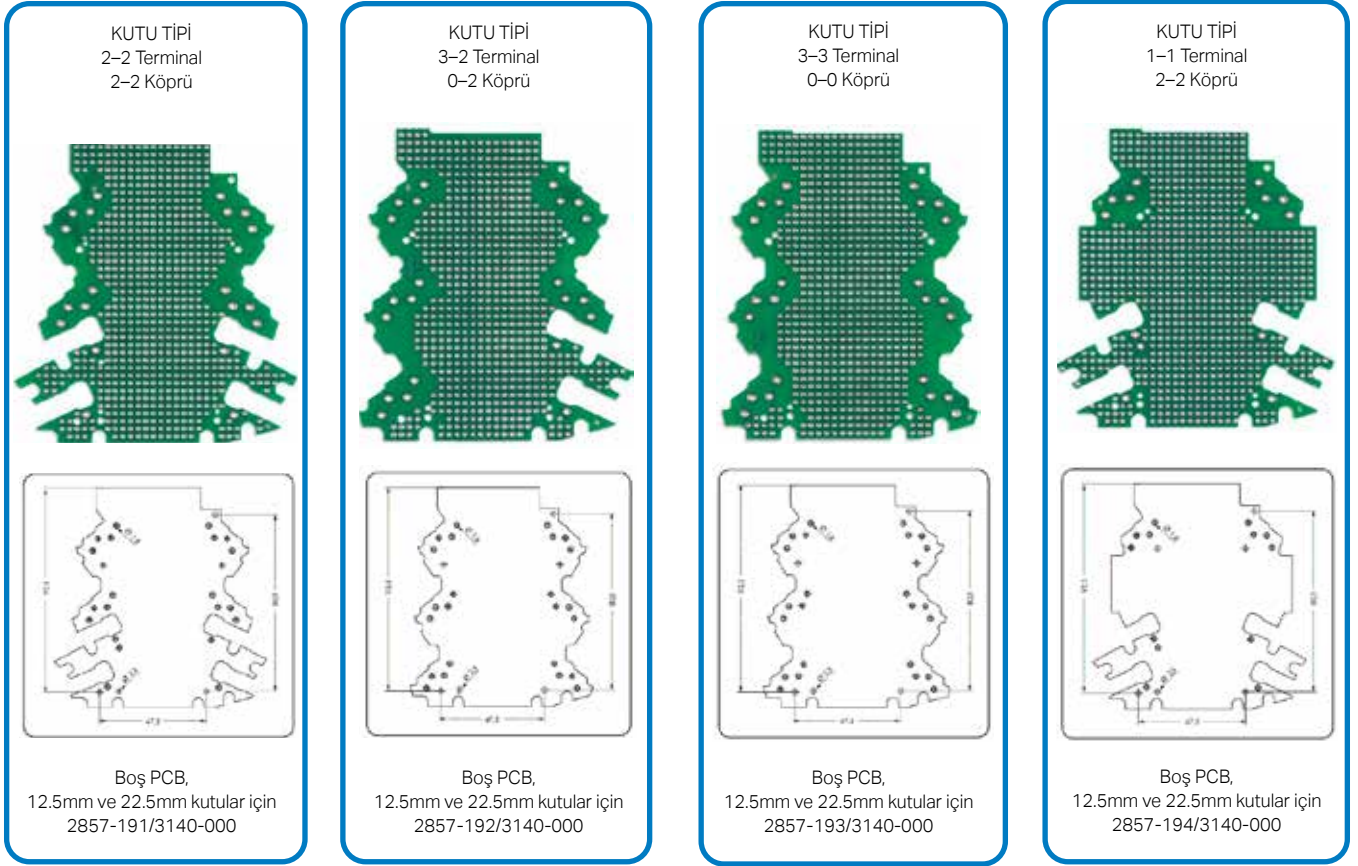 KUTU TİPİ
2–2 Terminal
2–2 Köprü
Boş PCB,
12.5mm ve 22.5mm kutular için
2857-191/3140-000
KUTU TİPİ
3–2 Terminal
0–2 Köprü
Boş PCB,
12.5mm ve 22.5mm kutular için
2857-192/3140-000
KUTU TİPİ
3–3 Terminal
0–0 Köprü
Boş PCB,
12.5mm ve 22.5mm kutular için
2857-193/3140-000
KUTU TİPİ
1–1 Terminal
2–2 Köprü
Boş PCB,
12.5mm ve 22.5mm kutular için
2857-194/3140-000